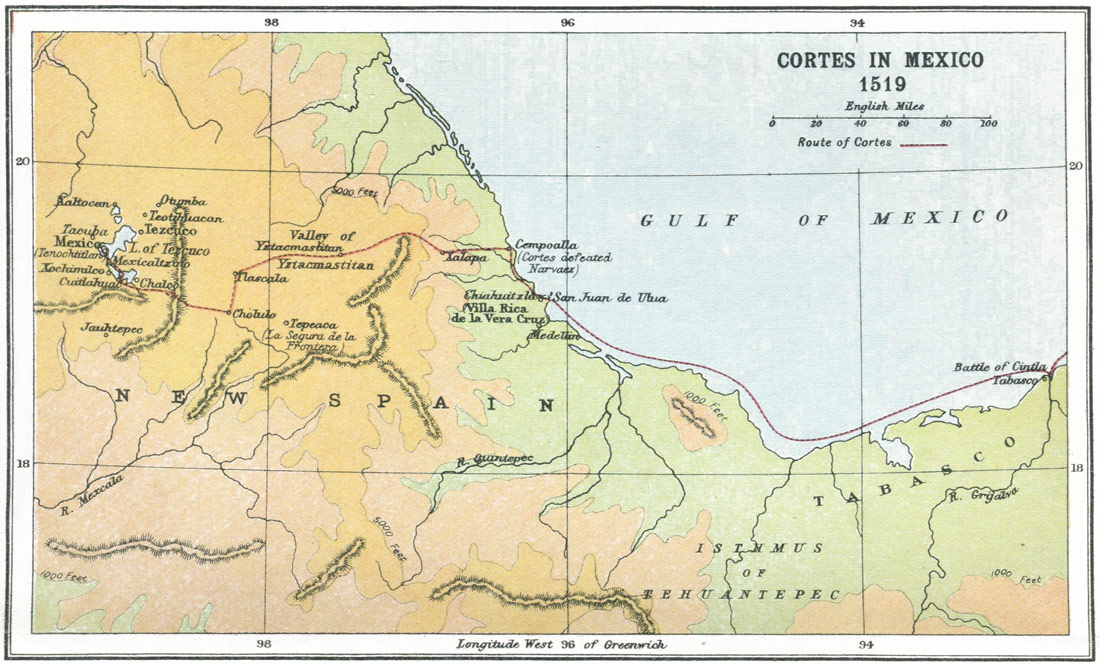 98
96
94
CORTES IN MEXICO
1519
English Miles
0 20 40 60 80 100
Route of Cortes
20
20
5000 Feet
GULF OF MEXICO
Xaltocan
Otumba
Teotihuacan
Tacuba
Tezcuco
Mexico
(Tenochtitlan)
L. of Tezcuco
Mexicaltzolo
Xochimalco
Cuitlahuac
Chalco
Valley of
Yztacmastitan
Yztacmastitan
Tlascala
Xalapa
Cempoalla
(Cortes defeated
Narvaez)
Chiahuitzlan
San Juan de Ulua
Villa Rica
de la Vera Cruz
Medellin
Cholulo
Jauhtepec
Tepeaca
(La Segura de la
Frontera)
Battle of Cintla
Tabasco
NEW SPAIN
1000 Feet
18
18
R. Quintepec
R. Mexcala
TABASCO
R. Grijalva
5000 Feet
ISTHMUS
OF
TEHUANTEPEC
1000 Feet
1000 Feet
98
Longitude West 96 of Greenwich
94